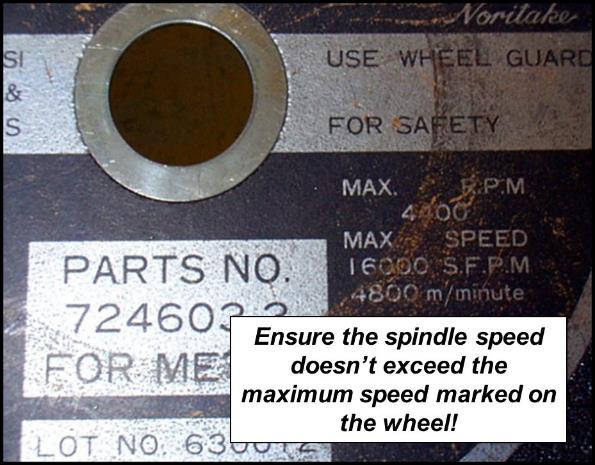 Noritake
SI
USE WHEEL GUARD
&
S
FOR SAFETY
MAX. R.P.M
4400
MAX SPEED
16000 S.F.P.M
4800 m/minute
PARTS NO.
724603-2
FOR ME
LOT NO. 630012
Ensure the spindle speed
doesn't exceed the
maximum speed marked on
the wheel!